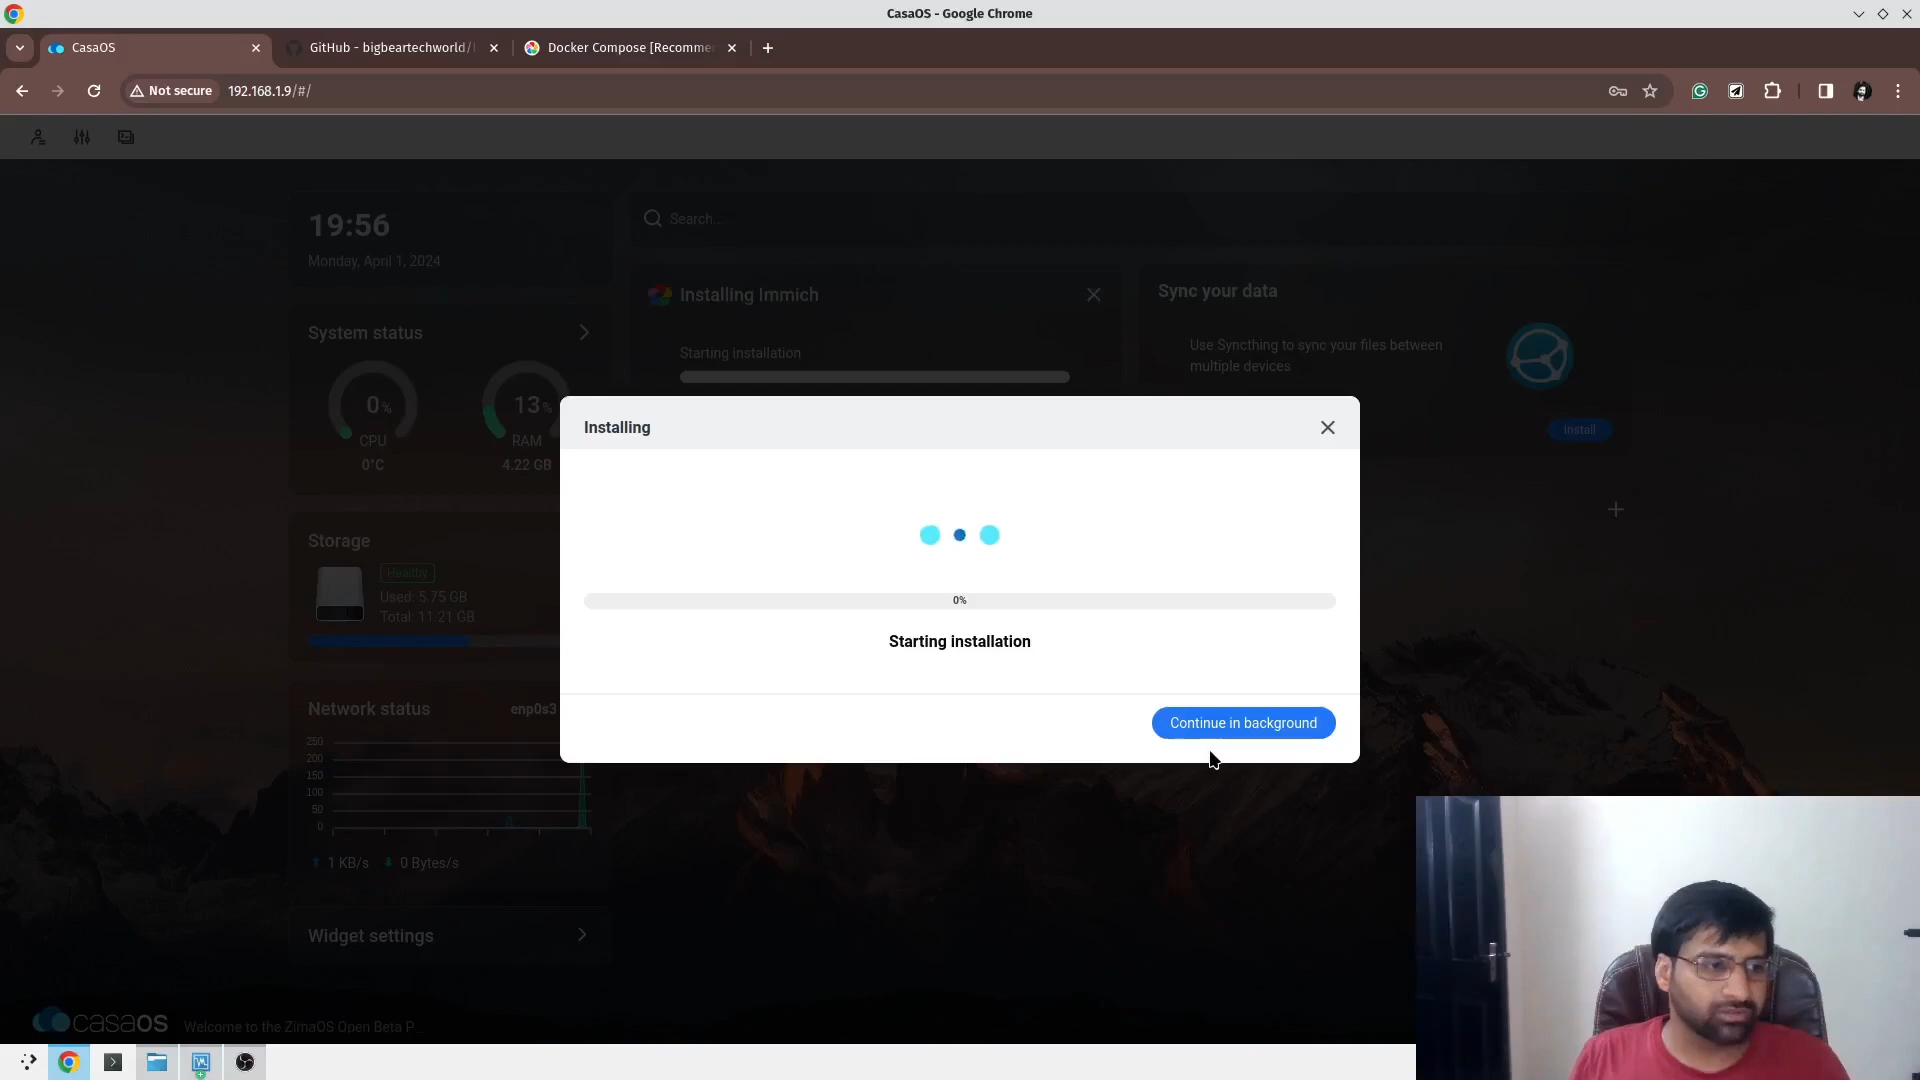 CasaOS - Google Chrome
CasaOS
GitHub - bigbeartechworld/
Docker Compose [Recomme
Not secure
192.168.1.9/#/
19:56
Monday, April 1, 2024
Search...
Installing Immich
Starting installation
Sync your data
Use Syncthing to sync your files between
multiple devices
Install
System status
0%
CPU
0°C
13%
RAM
4.22 GB
Installing
0%
Starting installation
Continue in background
Storage
Healthy
Used: 5.75 GB
Total: 11.21 GB
Network status
enp0s3
250
200
150
100
50
0
1 KB/s
0 Bytes/s
Widget settings
casaos
Welcome to the ZimaOS Open Beta P...